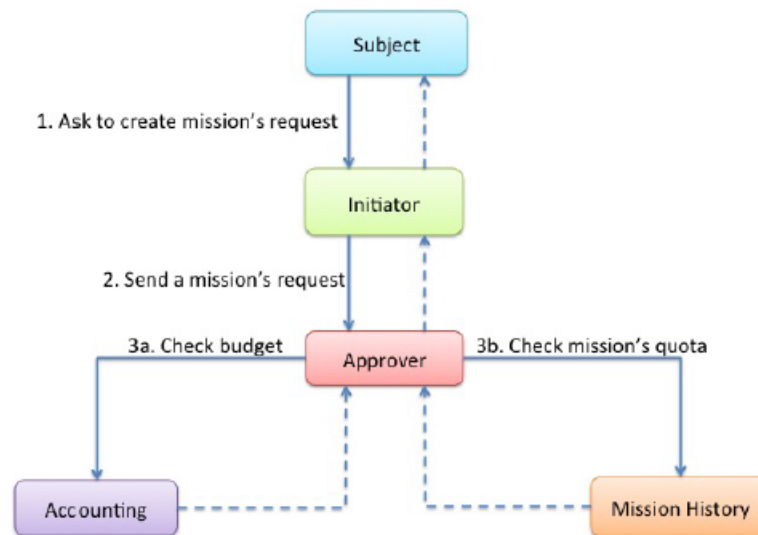 Subject
1. Ask to create mission's request
Initiator
2. Send a mission's request
3a. Check budget
Approver
3b. Check mission's quota
Accounting
Mission History